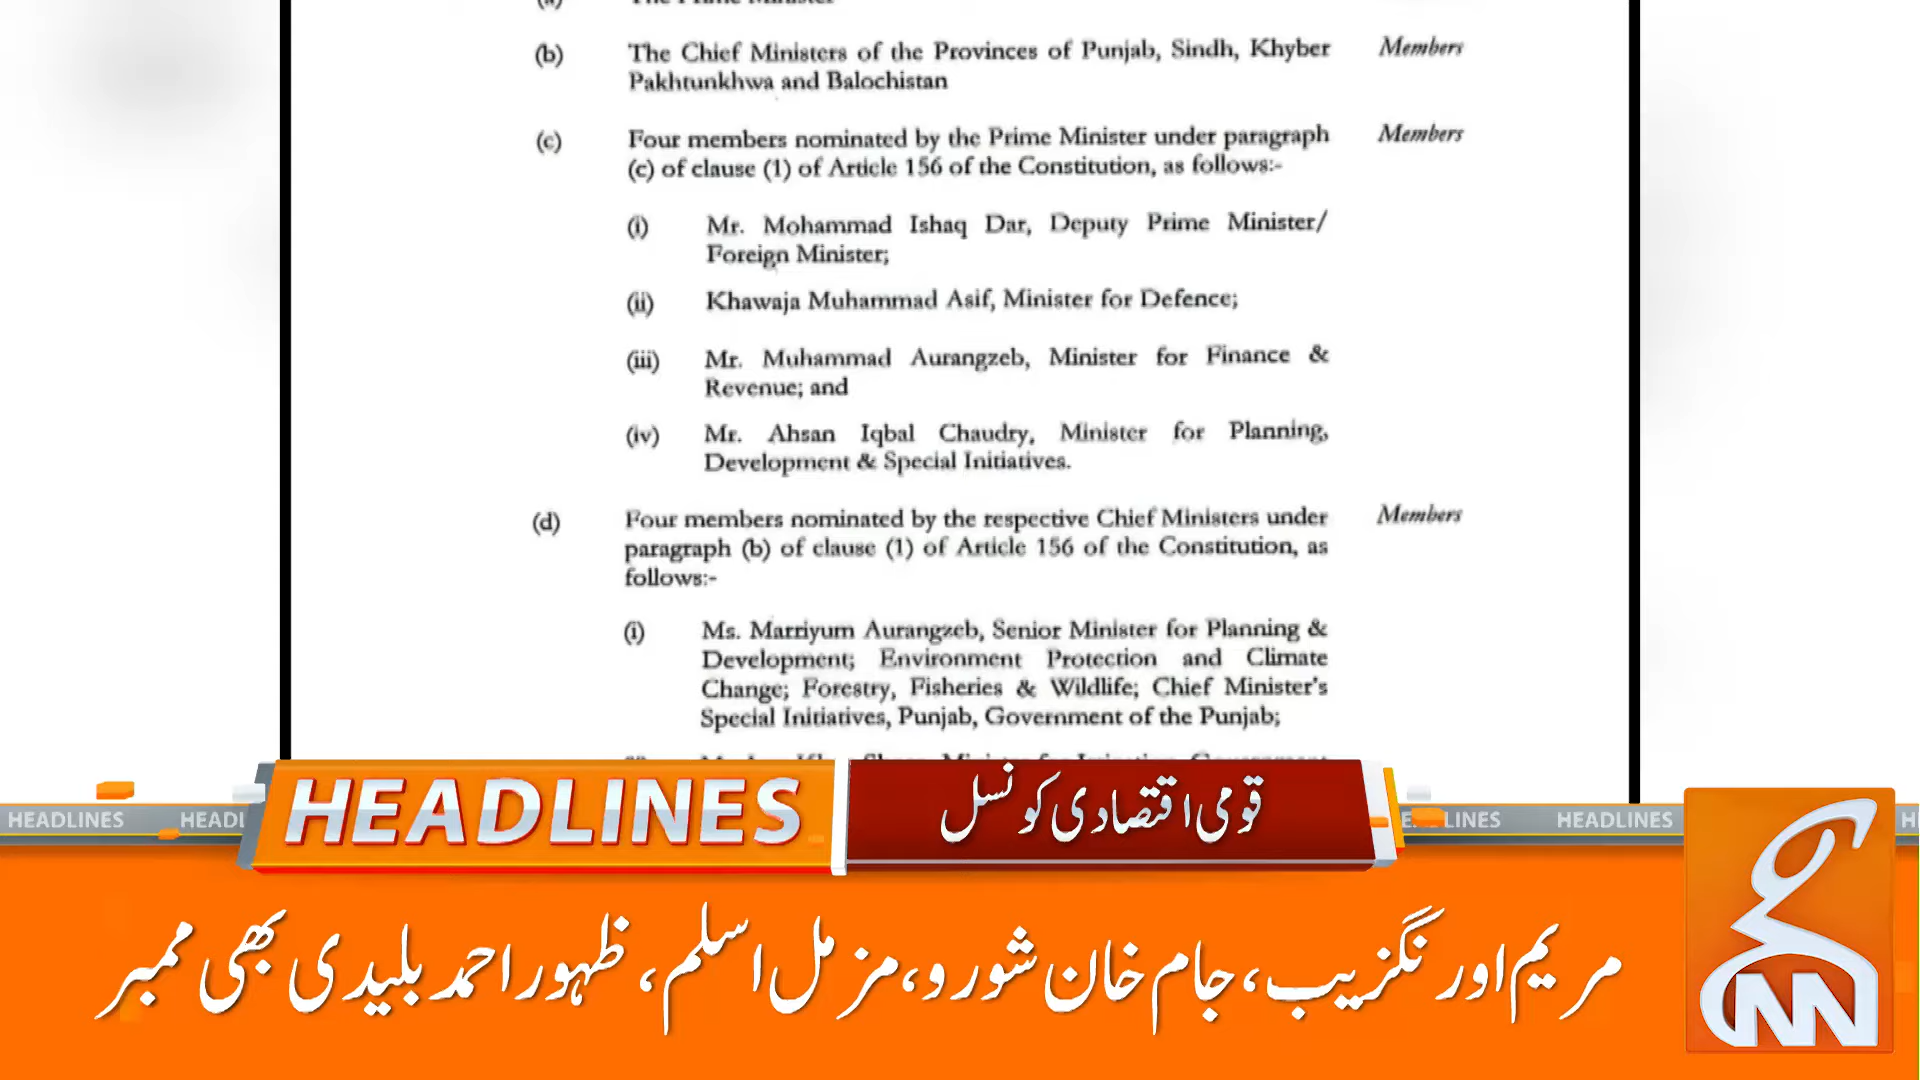 (a) The Prime Minister
(b) The Chief Ministers of the Provinces of Punjab, Sindh, Khyber Members
Pakhtunkhwa and Balochistan
(c) Four members nominated by the Prime Minister under paragraph Members
(c) of clause (1) of Article 156 of the Constitution, as follows:-
(i) Mr. Mohammad Ishaq Dar, Deputy Prime Minister/
Foreign Minister;
(ii) Khawaja Muhammad Asif, Minister for Defence;
(iii) Mr. Muhammad Aurangzeb, Minister for Finance &
Revenue; and
(iv) Mr. Ahsan Iqbal Chaudry, Minister for Planning,
Development & Special Initiatives.
(d) Four members nominated by the respective Chief Ministers under Members
paragraph (b) of clause (1) of Article 156 of the Constitution, as
follows:-
(i) Ms. Marriyum Aurangzeb, Senior Minister for Planning &
Development; Environment Protection and Climate
Change; Forestry, Fisheries & Wildlife; Chief Minister's
Special Initiatives, Punjab, Government of the Punjab;
HEADLINES قومی اقتصادی کونسل
HEADLINES HEADL LINES HEADLINES H
مریم اورنگزیب، جام خان شورو، مزمل اسلم، ظہور احمد بلیدی بھی ممبر
NN